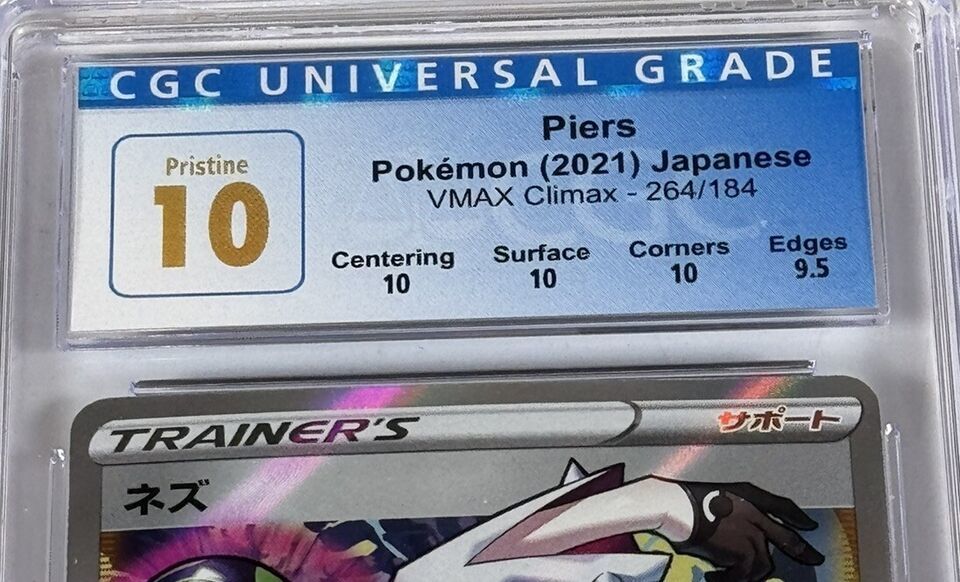 CGC UNIVERSAL GRADE
Pristine
10
Piers
Pokémon (2021) Japanese
VMAX Climax - 264/184
Centering Surface Corners Edges
10 10 10 9.5
TRAINER'S サポート
ネズ